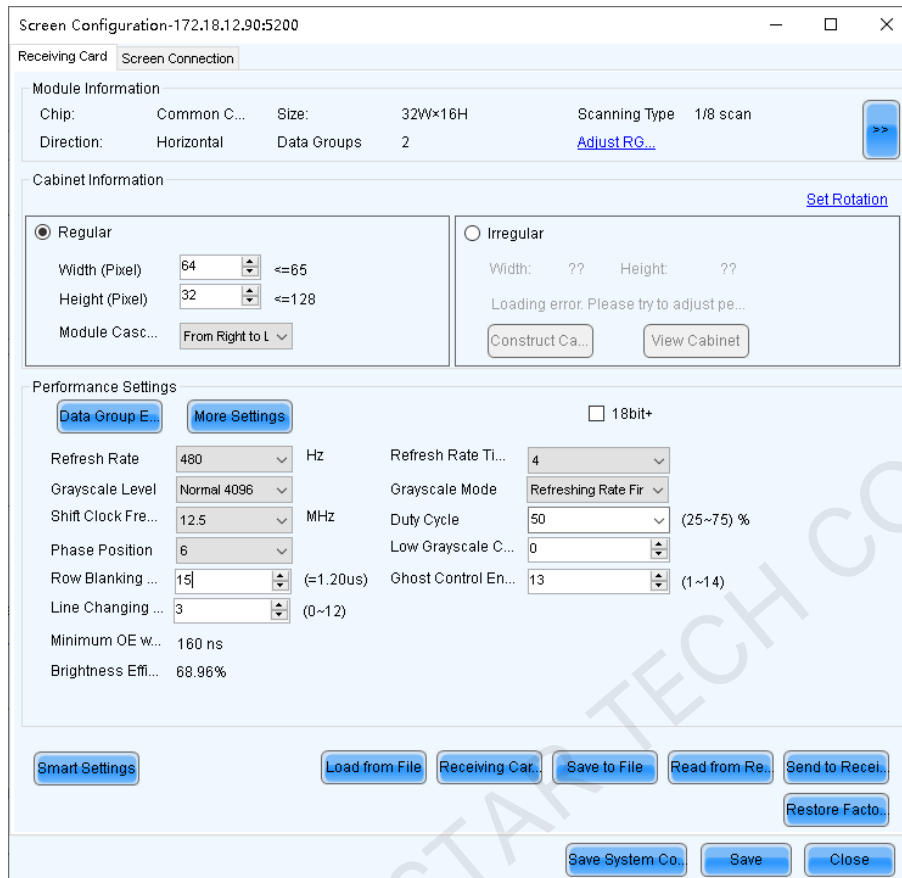 Screen Configuration-172.18.12.90:5200
Receiving Card Screen Connection
Module Information
Chip: Common C... Size: 32W×16H Scanning Type 1/8 scan
Direction: Horizontal Data Groups 2 Adjust RG...
>>
Cabinet Information
Set Rotation
Regular
Width (Pixel) 64 <=65
Height (Pixel) 32 <=128
Module Casc... From Right to L
Irregular
Width: ?? Height: ??
Loading error. Please try to adjust pe...
Construct Ca... View Cabinet
Performance Settings
Data Group E... More Settings 18bit+
Refresh Rate 480 Hz Refresh Rate Ti... 4
Grayscale Level Normal 4096 Grayscale Mode Refreshing Rate Fir
Shift Clock Fre... 12.5 MHz Duty Cycle 50 (25~75) %
Phase Position 6 Low Grayscale C... 0
Row Blanking ... 15 (=1.20us) Ghost Control En... 13 (1~14)
Line Changing ... 3 (0~12)
Minimum OE w... 160 ns
Brightness Effi... 68.96%
Smart Settings Load from File Receiving Car... Save to File Read from Re... Send to Recei...
Restore Facto...
Save System Co... Save Close
STAR TECH CO